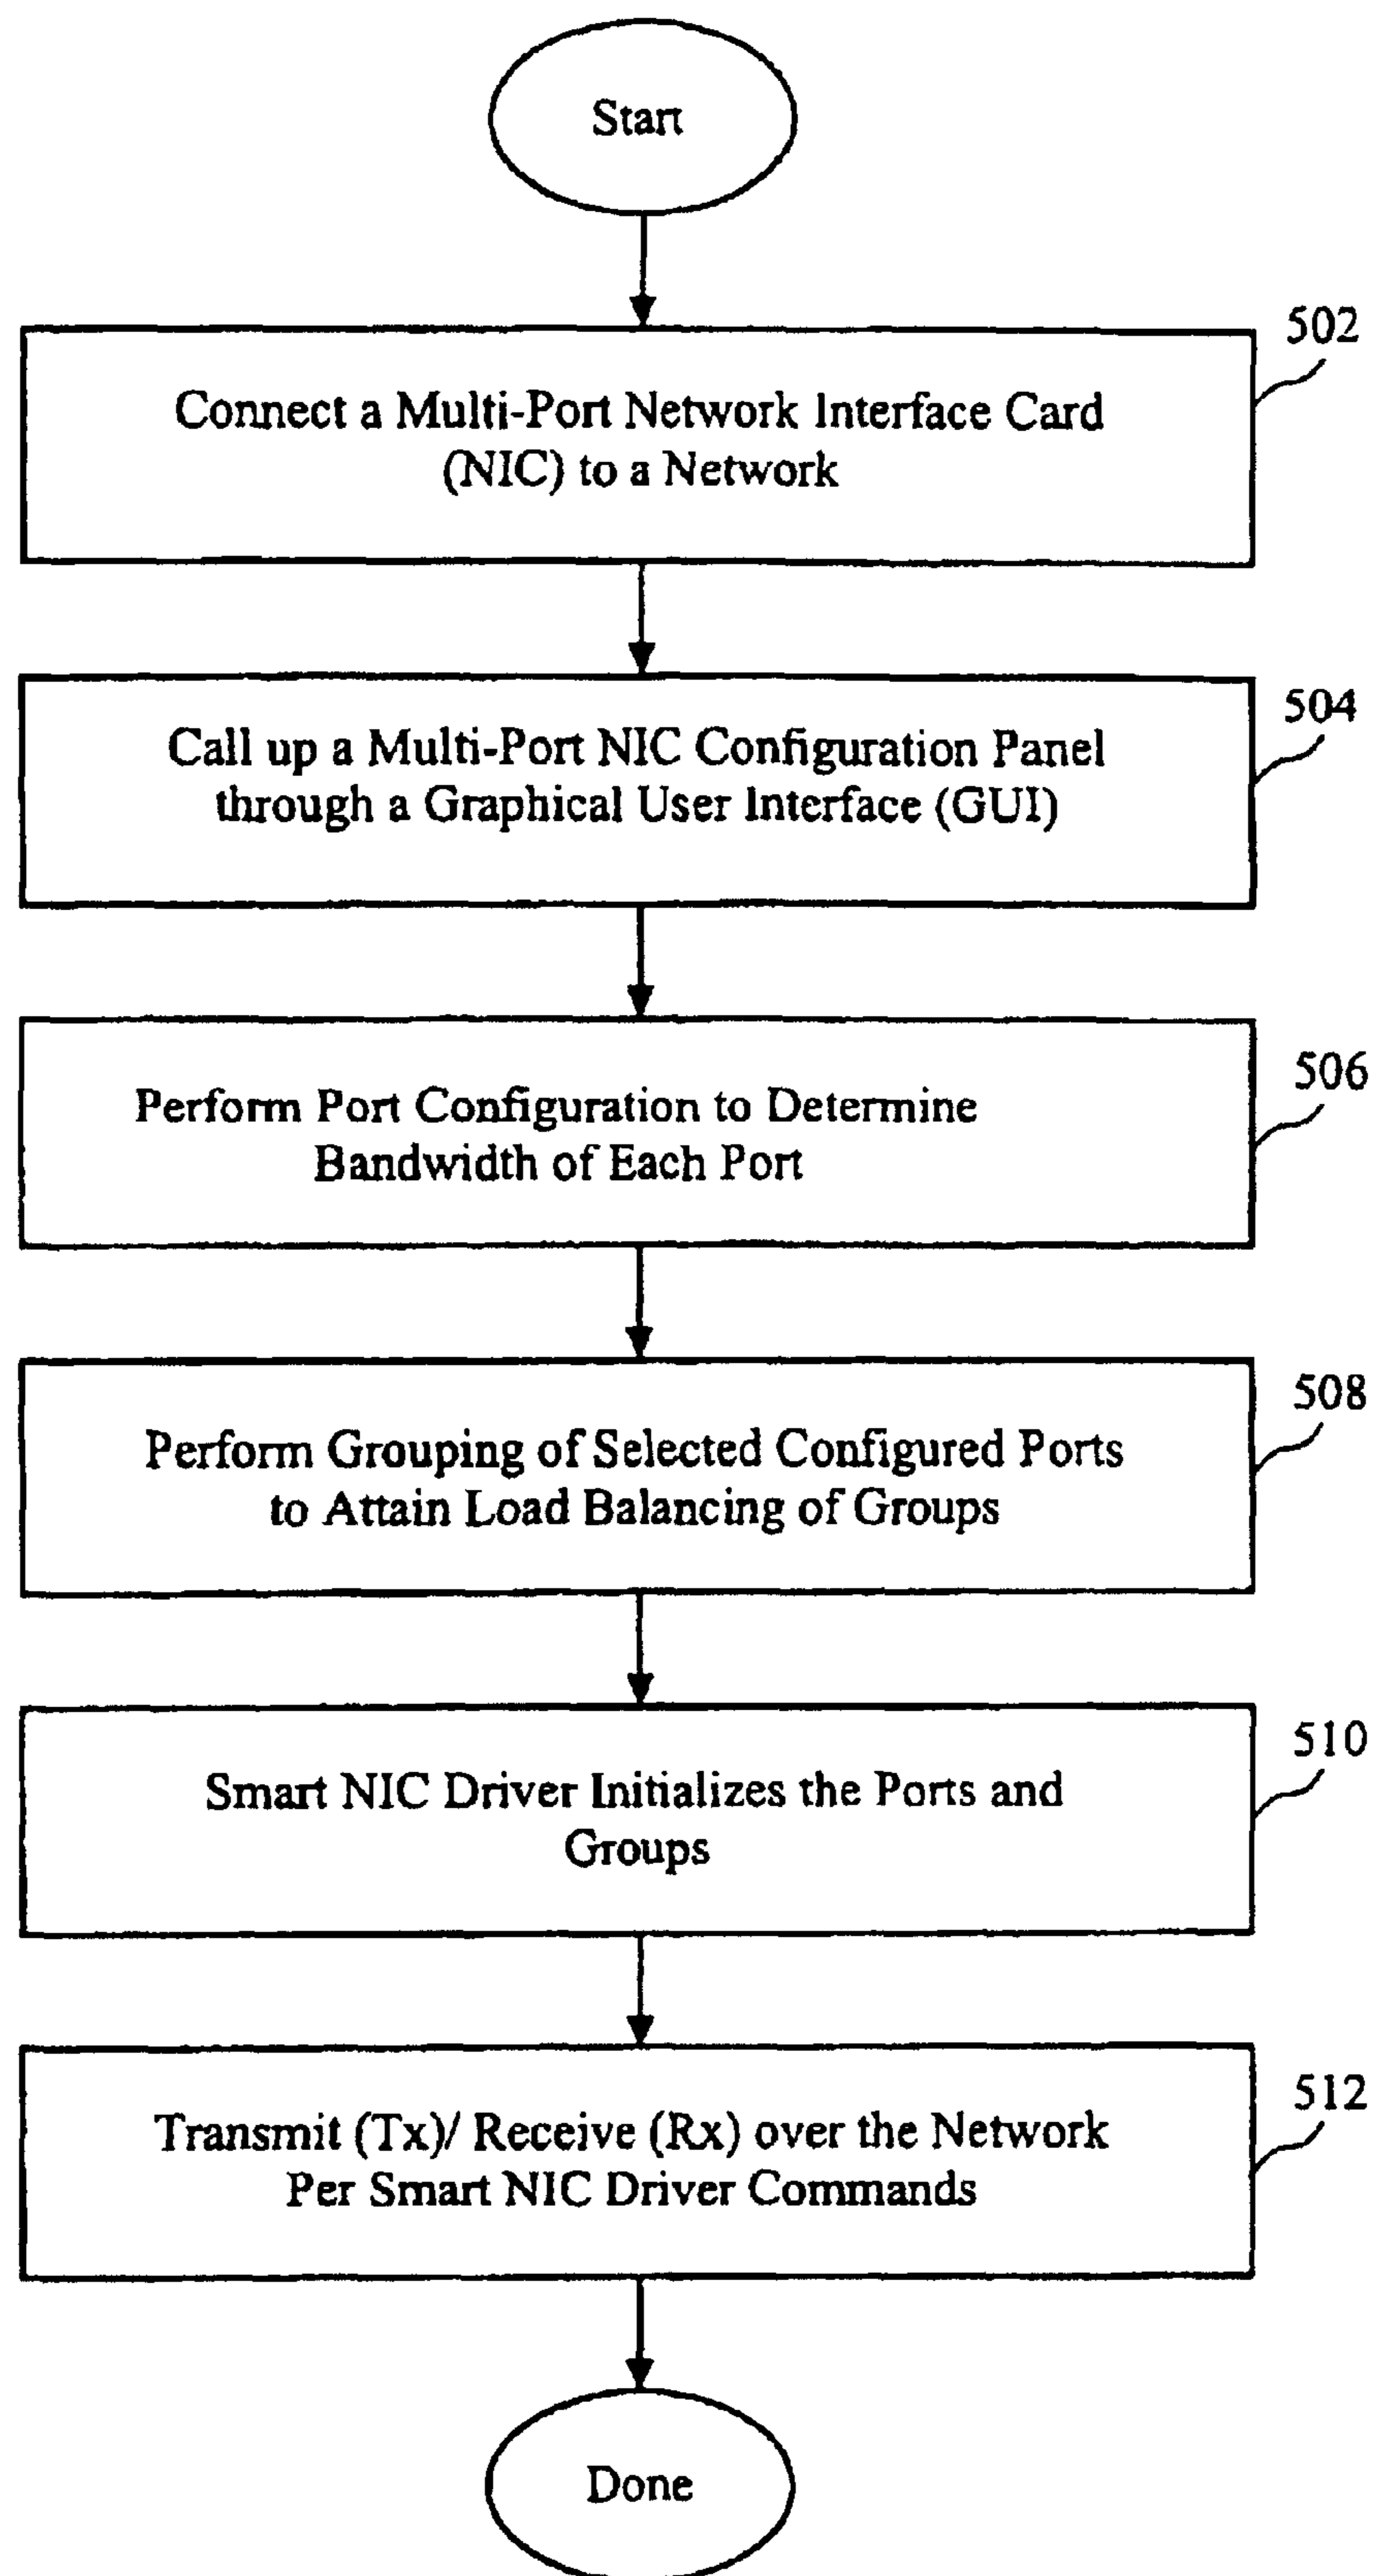 Start
502
Connect a Multi-Port Network Interface Card
(NIC) to a Network
504
Call up a Multi-Port NIC Configuration Panel
through a Graphical User Interface (GUI)
506
Perform Port Configuration to Determine
Bandwidth of Each Port
508
Perform Grouping of Selected Configured Ports
to Attain Load Balancing of Groups
510
Smart NIC Driver Initializes the Ports and
Groups
512
Transmit (Tx)/ Receive (Rx) over the Network
Per Smart NIC Driver Commands
Done